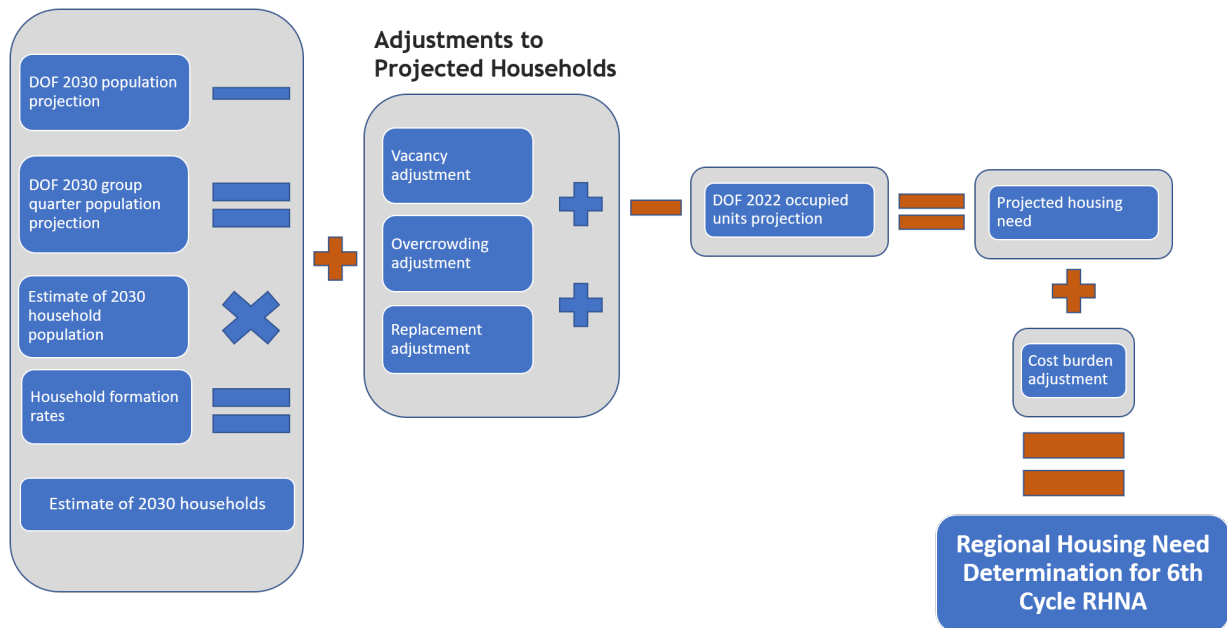 DOF 2030 population
projection
DOF 2030 group
quarter population
projection
Estimate of 2030
household
population
Household formation
rates
Estimate of 2030 households
Adjustments to
Projected Households
Vacancy
adjustment
Overcrowding
adjustment
Replacement
adjustment
DOF 2022 occupied
units projection
Projected housing
need
Cost burden
adjustment
Regional Housing Need
Determination for 6th
Cycle RHNA